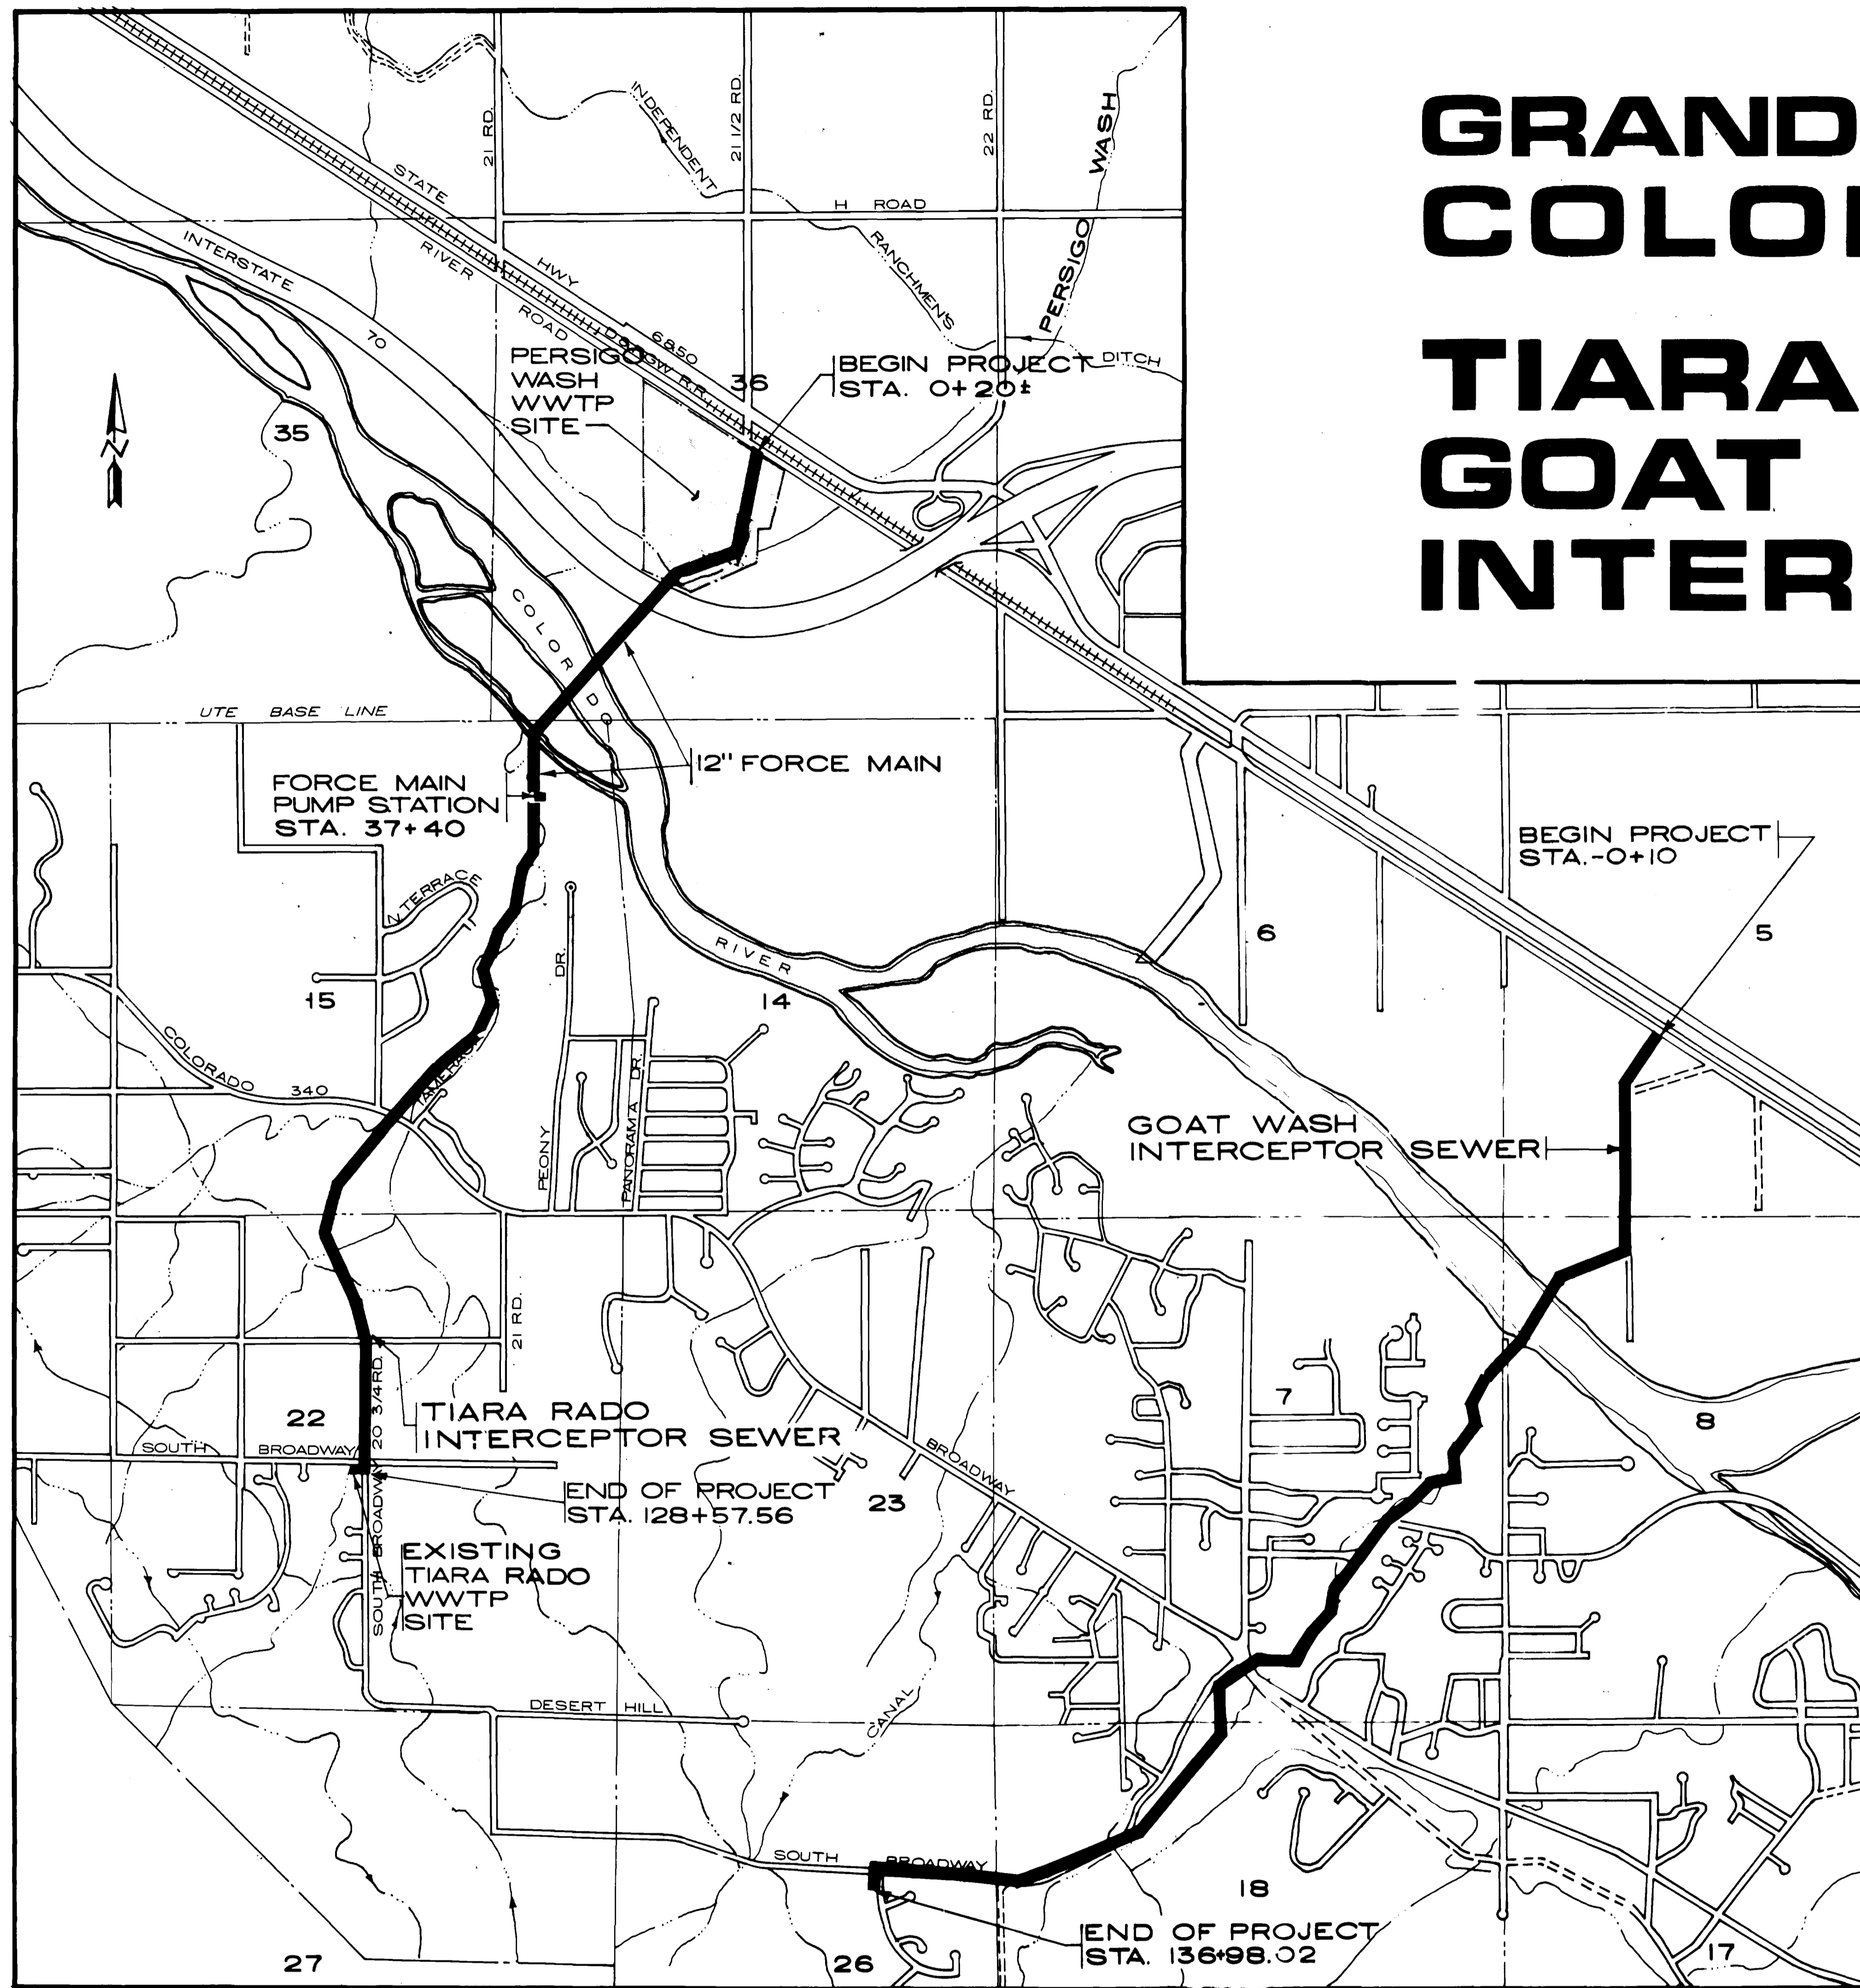 GRAND
COLO
TIARA
GOAT
INTER
21 RD.
21 1/2 RD.
22 RD.
INDEPENDENT
RANCHMEN'S
DITCH
PERSIGO WASH
H ROAD
STATE HWY 6&50
INTERSTATE 70
RIVER ROAD
D&RGW R.R.
PERSIGO
WASH
WWTP
SITE
36
BEGIN PROJECT
STA. 0+20±
35
N
COLORADO RIVER
UTE BASE LINE
12" FORCE MAIN
FORCE MAIN
PUMP STATION
STA. 37+40
BEGIN PROJECT
STA.-0+10
N TERRACE
6
5
15
14
DR.
PEONY
PANORAMA DR.
COLORADO 340
GOAT WASH
INTERCEPTOR SEWER
21 RD.
20 3/4 RD.
22
TIARA RADO
INTERCEPTOR SEWER
7
8
SOUTH BROADWAY
BROADWAY
END OF PROJECT
STA. 128+57.56
23
EXISTING
TIARA RADO
WWTP
SITE
SOUTH BROADWAY
DESERT HILL
CANAL
SOUTH BROADWAY
18
END OF PROJECT
STA. 136+98.02
27
26
17